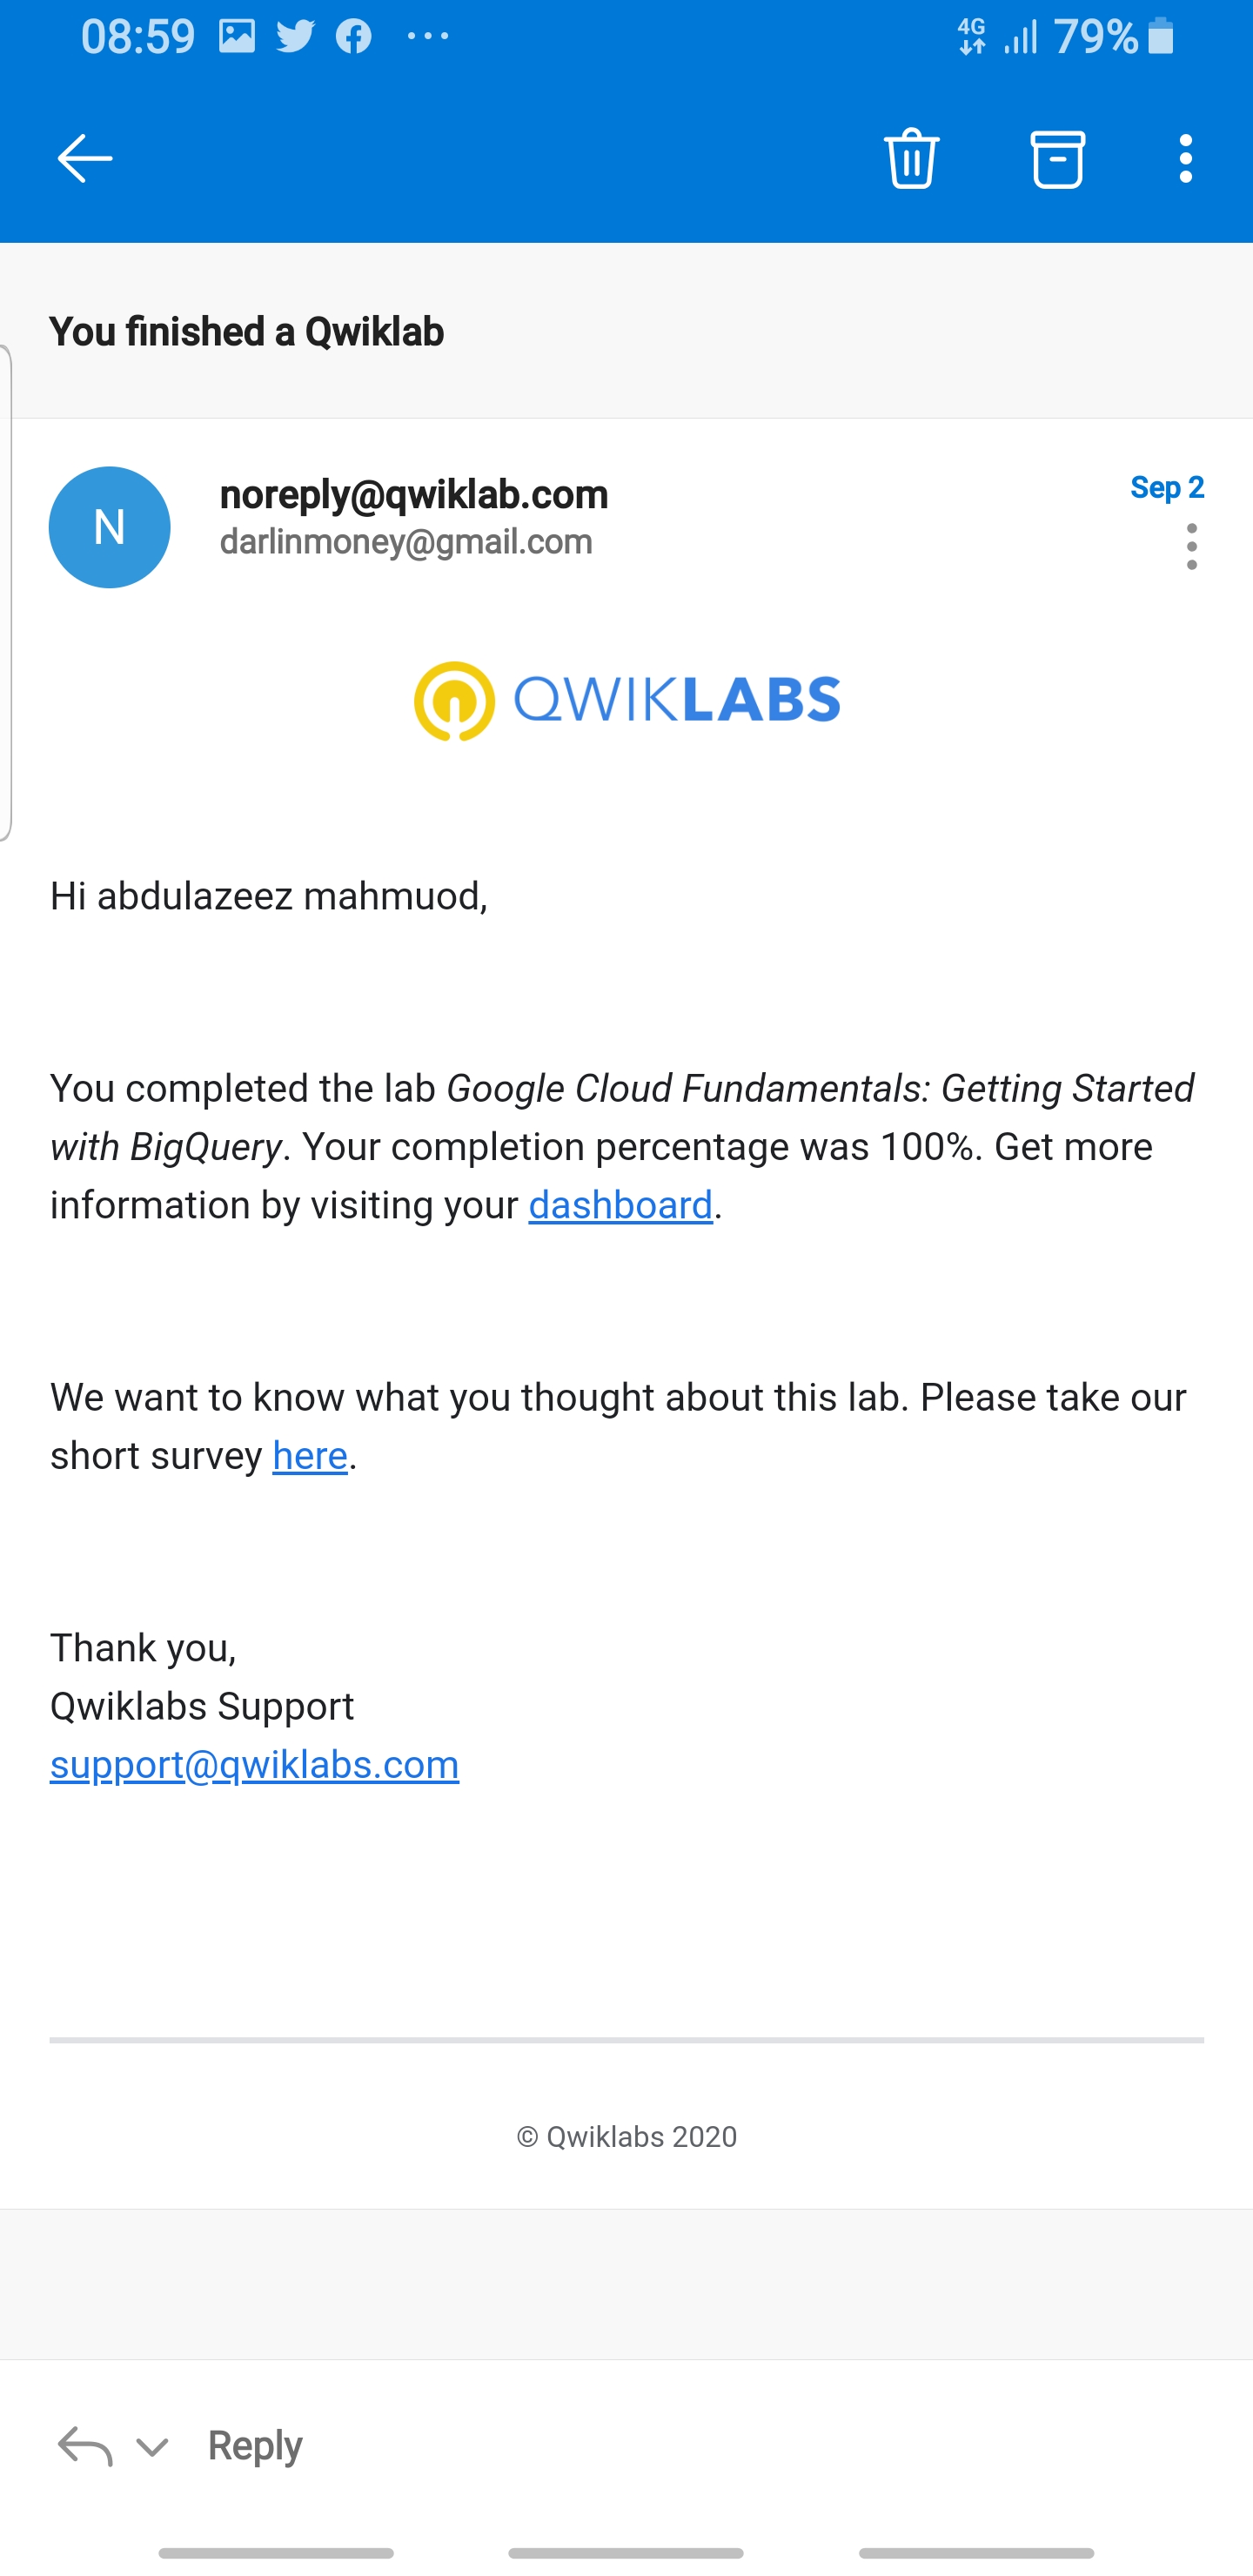 08:59
4G
79%
You finished a Qwiklab
N
noreply@qwiklab.com
Sep 2
darlinmoney@gmail.com
QWIKLABS
Hi abdulazeez mahmuod,
You completed the lab Google Cloud Fundamentals: Getting Started
with BigQuery. Your completion percentage was 100%. Get more
information by visiting your dashboard.
We want to know what you thought about this lab. Please take our
short survey here.
Thank you,
Qwiklabs Support
support@qwiklabs.com
© Qwiklabs 2020
Reply